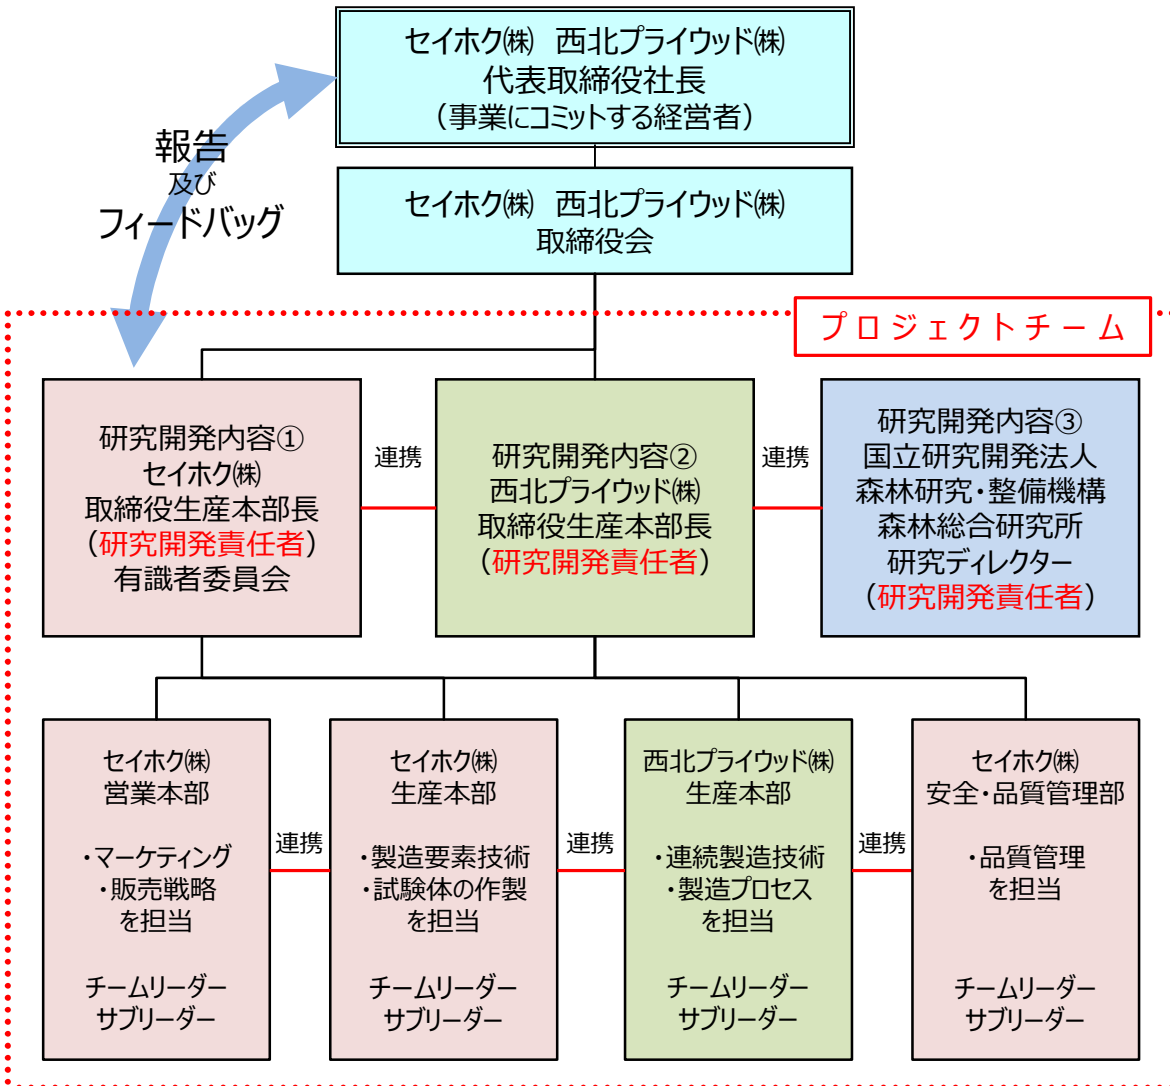 セイホク㈱ 西北プライウッド㈱
代表取締役社長
（事業にコミットする経営者）
報告
及び
フィードバッグ
セイホク㈱ 西北プライウッド㈱
取締役会
プロジェクトチーム
研究開発内容①
セイホク㈱
取締役生産本部長
（研究開発責任者）
有識者委員会
連携
研究開発内容②
西北プライウッド㈱
取締役生産本部長
（研究開発責任者）
連携
研究開発内容③
国立研究開発法人
森林研究・整備機構
森林総合研究所
研究ディレクター
（研究開発責任者）
セイホク㈱
営業本部
・マーケティング
・販売戦略
を担当
チームリーダー
サブリーダー
連携
セイホク㈱
生産本部
・製造要素技術
・試験体の作製
を担当
チームリーダー
サブリーダー
連携
西北プライウッド㈱
生産本部
・連続製造技術
・製造プロセス
を担当
チームリーダー
サブリーダー
連携
セイホク㈱
安全・品質管理部
・品質管理
を担当
チームリーダー
サブリーダー